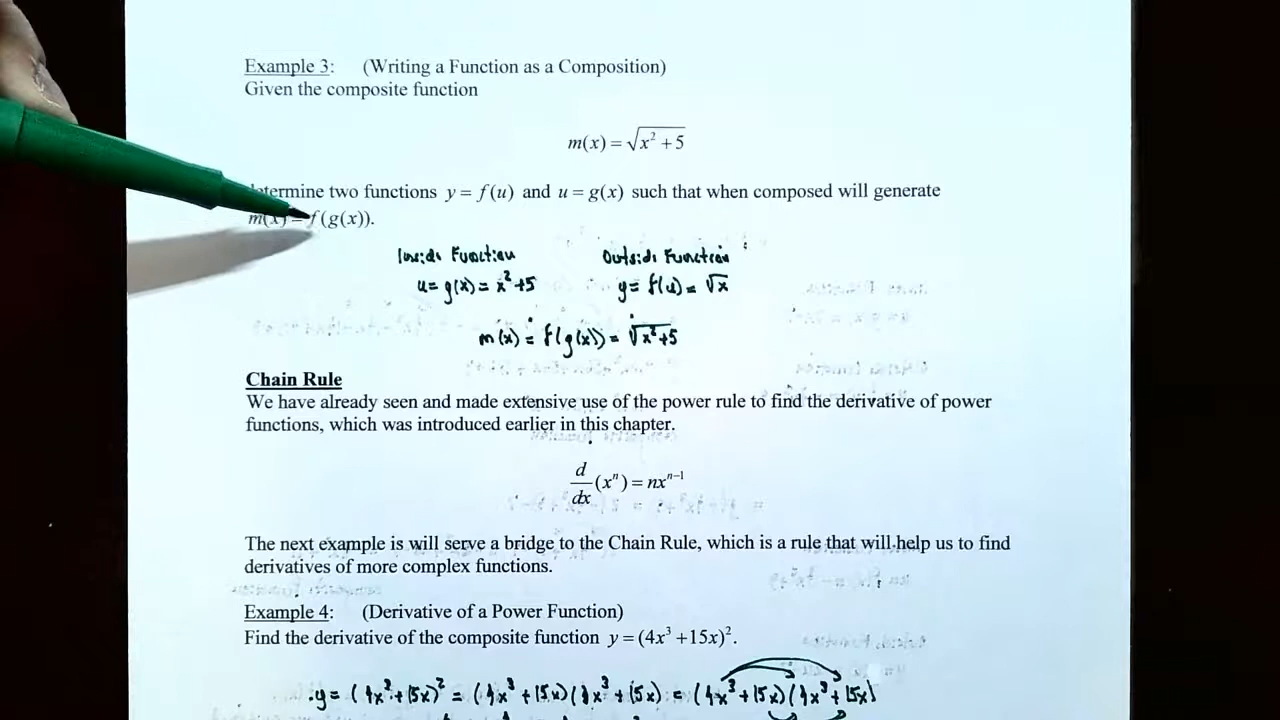 Example 3: (Writing a Function as a Composition)
Given the composite function
m(x) = √(x² + 5)
determine two functions y = f(u) and u = g(x) such that when composed will generate
m(x) = f(g(x)).
Inside Function Outside Function
u = g(x) = x² + 5 y = f(u) = √x
m(x) = f(g(x)) = √(x² + 5)
Chain Rule
We have already seen and made extensive use of the power rule to find the derivative of power
functions, which was introduced earlier in this chapter.
d/dx (xⁿ) = nxⁿ⁻¹
The next example is will serve a bridge to the Chain Rule, which is a rule that will help us to find
derivatives of more complex functions.
Example 4: (Derivative of a Power Function)
Find the derivative of the composite function y = (4x³ + 15x)².
y = (4x³ + 15x)² = (4x³ + 15x)(4x³ + 15x) = (4x³ + 15x)(4x³ + 15x)